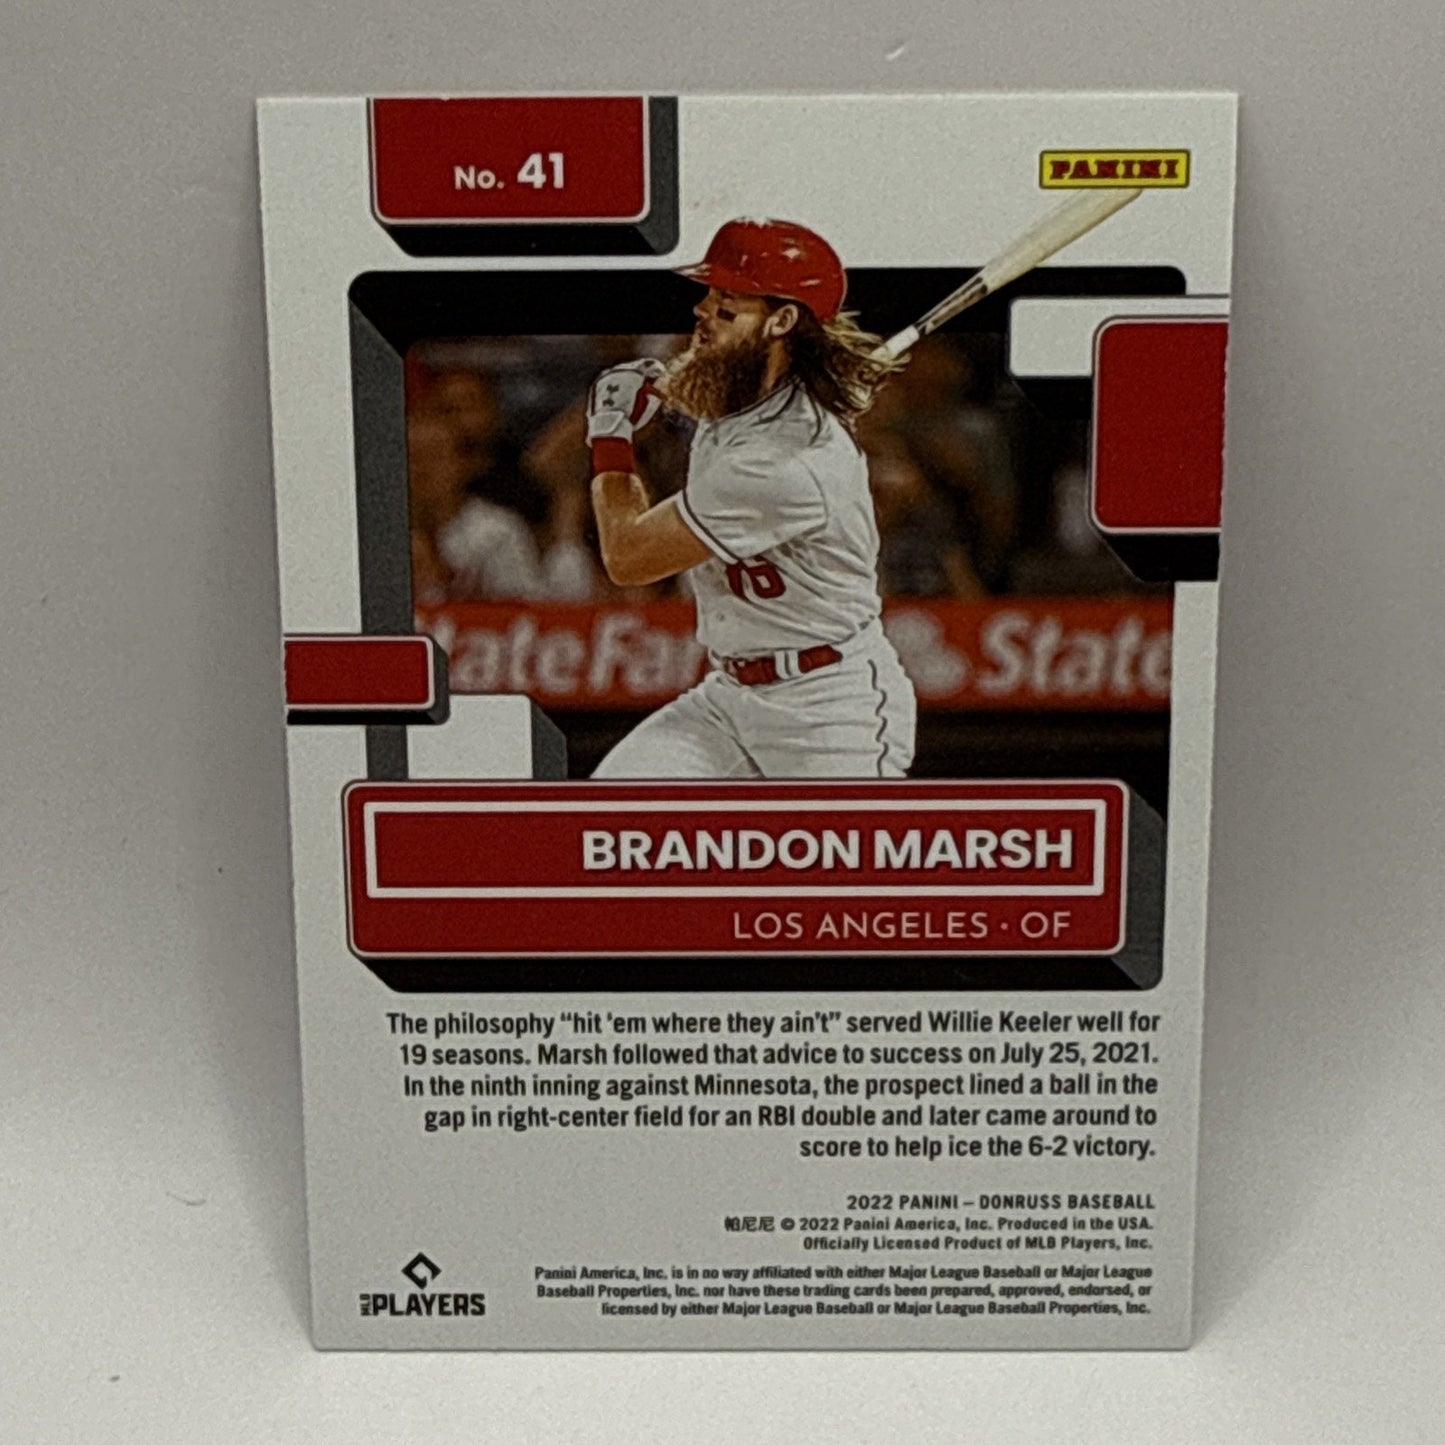 No. 41
PANINI
16
StateFar
State
BRANDON MARSH
LOS ANGELES · OF
The philosophy “hit ‘em where they ain’t” served Willie Keeler well for
19 seasons. Marsh followed that advice to success on July 25, 2021.
In the ninth inning against Minnesota, the prospect lined a ball in the
gap in right-center field for an RBI double and later came around to
score to help ice the 6-2 victory.
2022 PANINI – DONRUSS BASEBALL
帕尼尼 © 2022 Panini America, Inc. Produced in the USA.
Officially Licensed Product of MLB Players, Inc.
Panini America, Inc. is in no way affiliated with either Major League Baseball or Major League
Baseball Properties, Inc. nor have these trading cards been prepared, approved, endorsed, or
licensed by either Major League Baseball or Major League Baseball Properties, Inc.
MLB PLAYERS